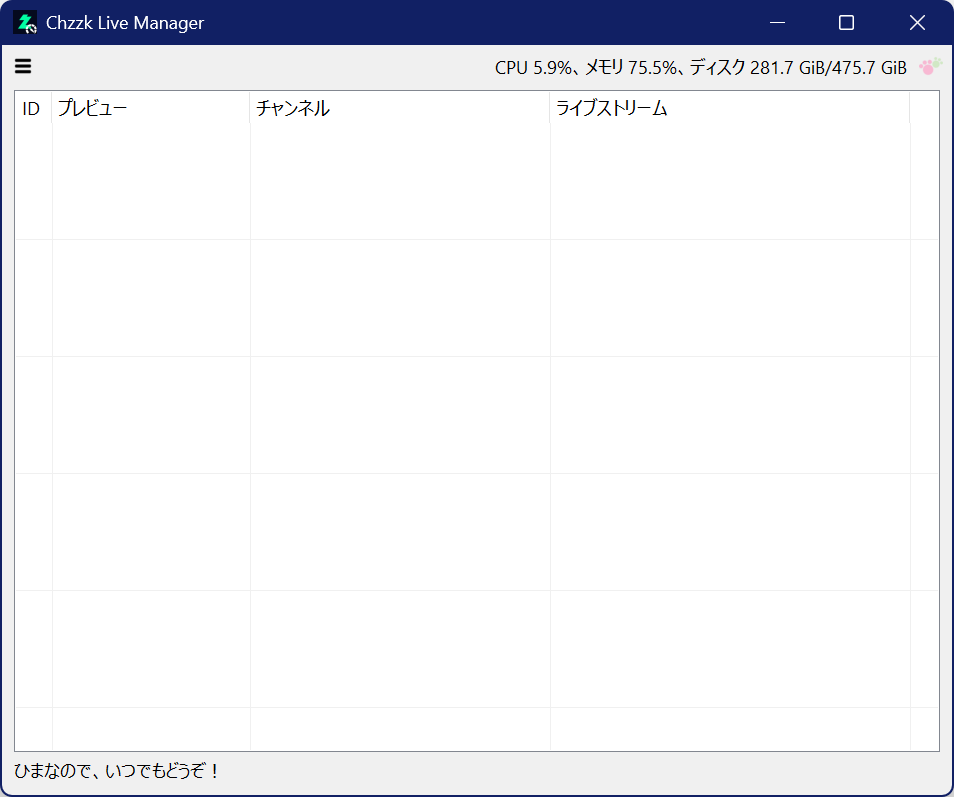 Chzzk Live Manager
CPU 5.9%、メモリ 75.5%、ディスク 281.7 GiB/475.7 GiB
ID プレビュー チャンネル ライブストリーム
ひまなので、いつでもどうぞ！